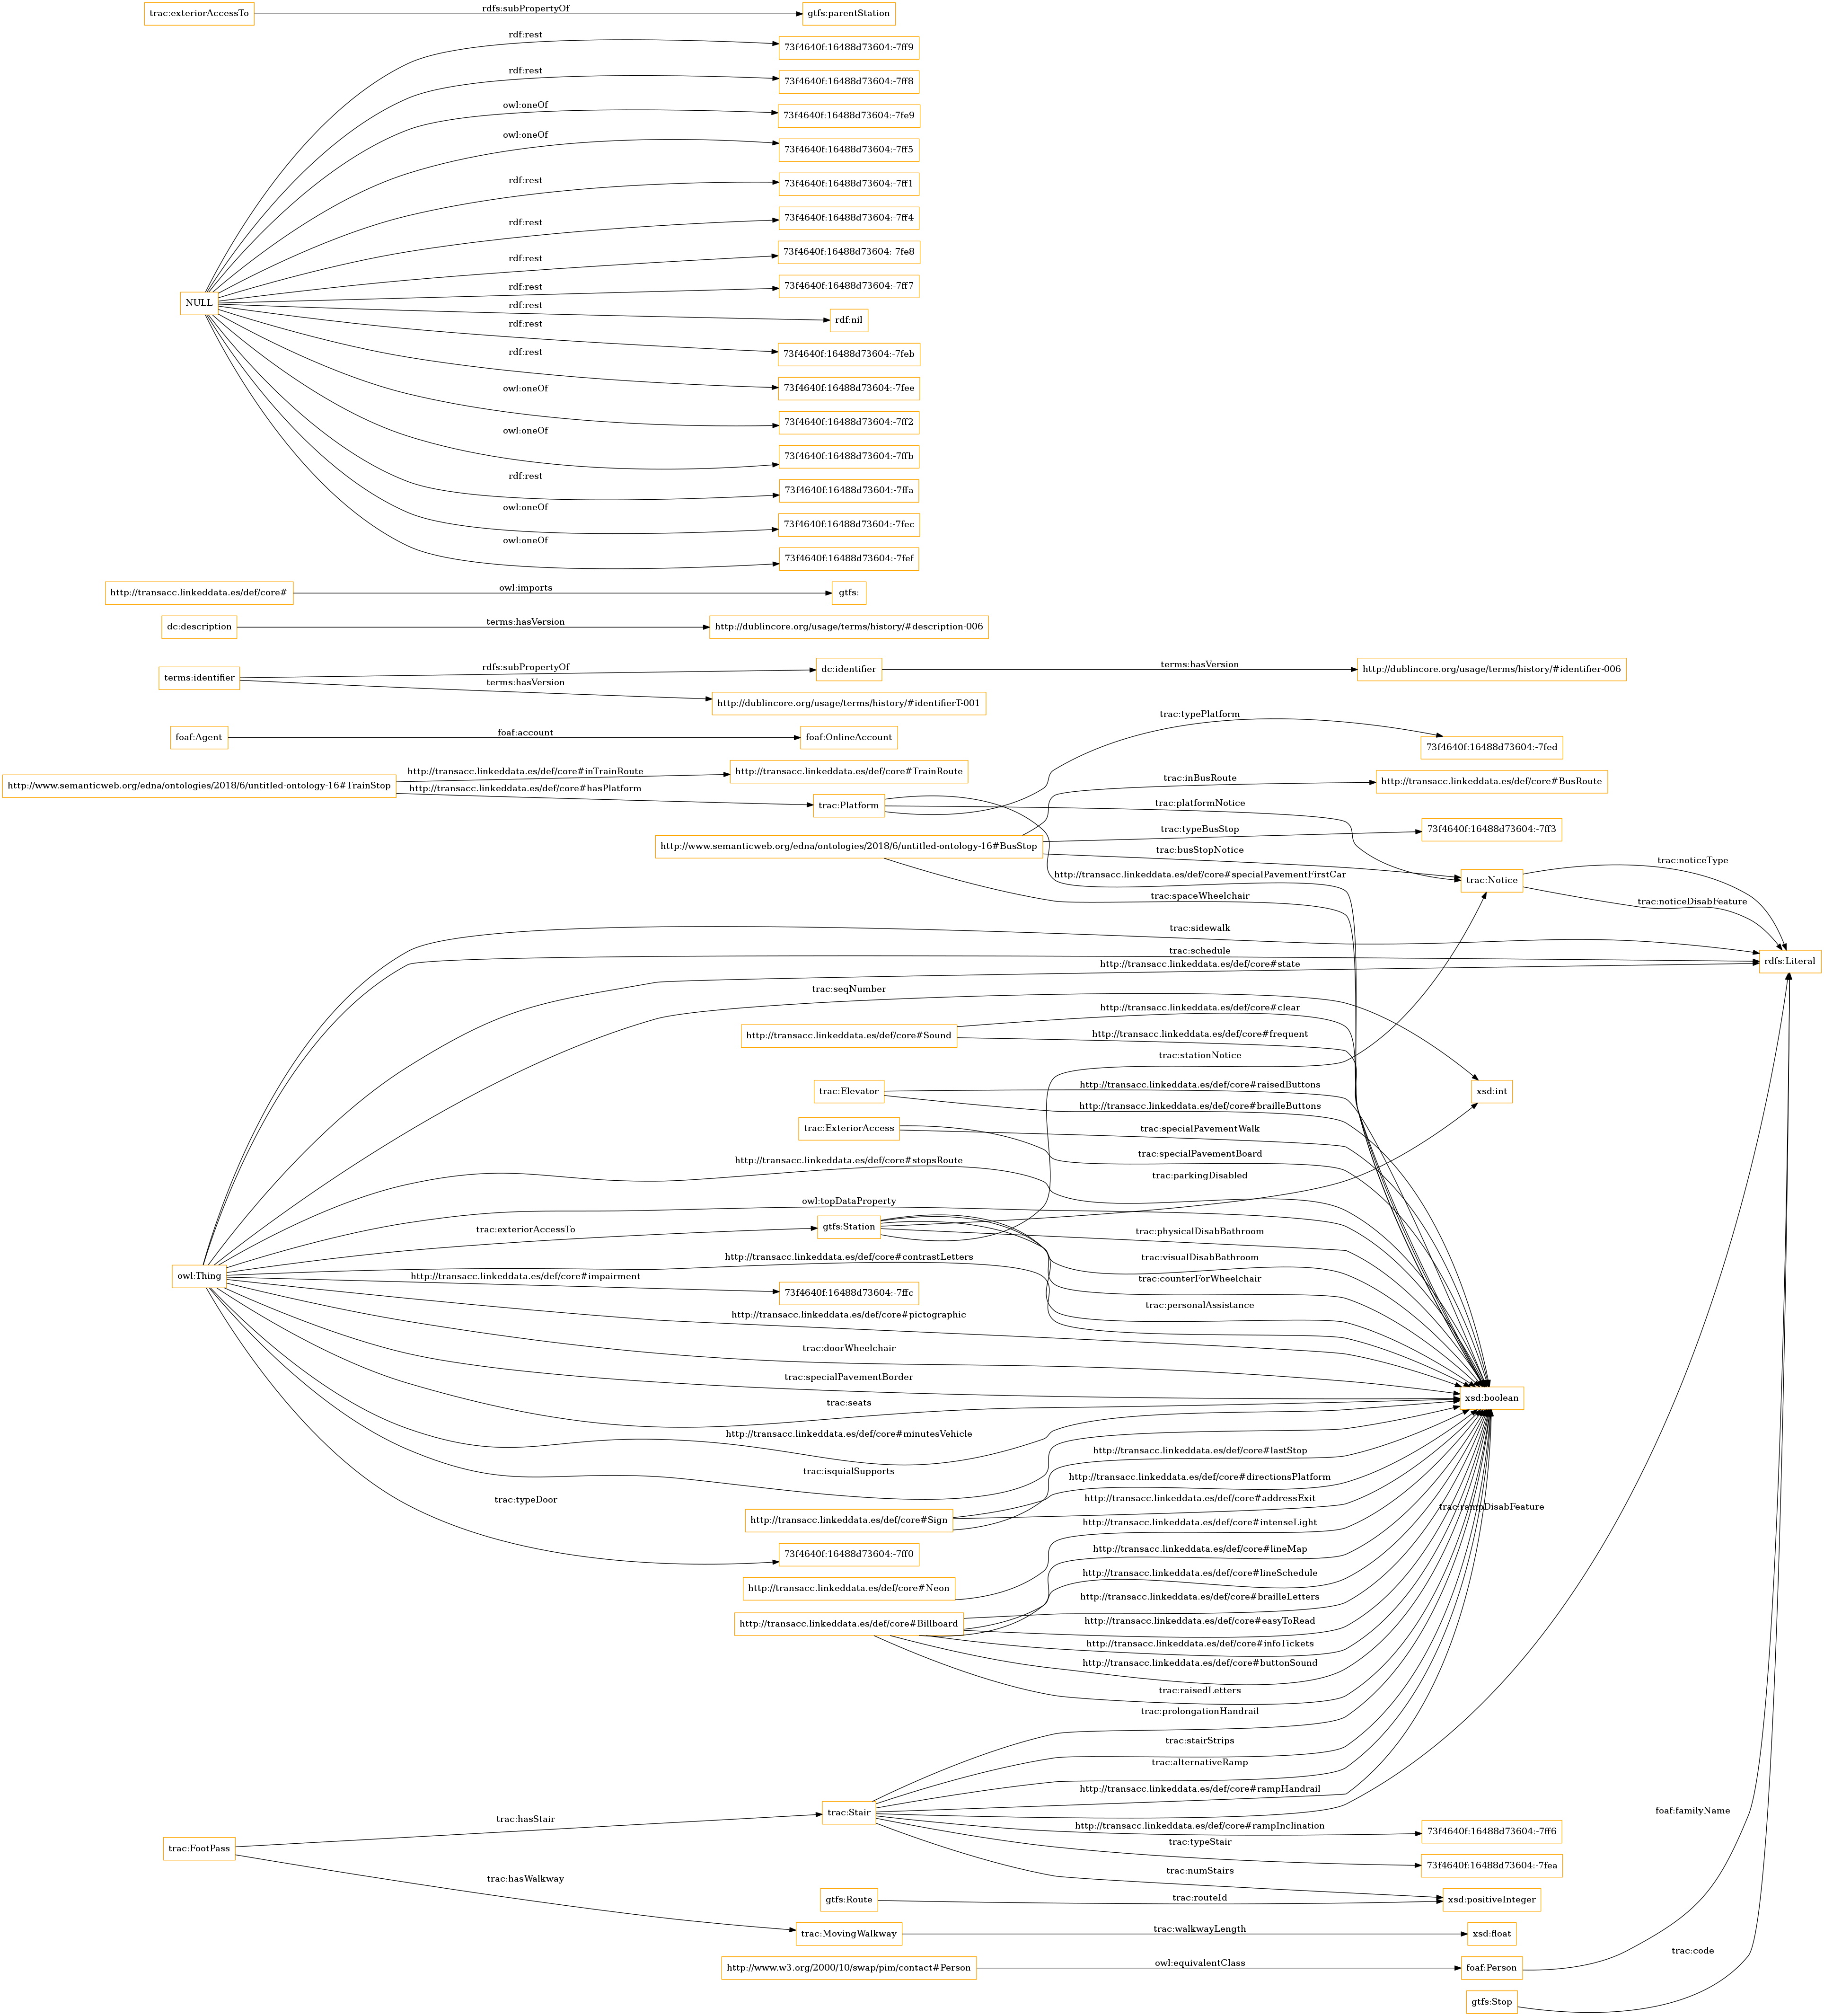 trac:exteriorAccessTo
rdfs:subPropertyOf
gtfs:parentStation
rdf:rest
73f4640f:16488d73604:-7ff9
rdf:rest
73f4640f:16488d73604:-7ff8
owl:oneOf
73f4640f:16488d73604:-7fe9
owl:oneOf
73f4640f:16488d73604:-7ff5
rdf:rest
73f4640f:16488d73604:-7ff1
rdf:rest
73f4640f:16488d73604:-7ff4
rdf:rest
73f4640f:16488d73604:-7fe8
rdf:rest
73f4640f:16488d73604:-7ff7
NULL
rdf:rest
rdf:nil
rdf:rest
73f4640f:16488d73604:-7feb
rdf:rest
73f4640f:16488d73604:-7fee
owl:oneOf
73f4640f:16488d73604:-7ff2
owl:oneOf
73f4640f:16488d73604:-7ffb
rdf:rest
73f4640f:16488d73604:-7ffa
owl:oneOf
73f4640f:16488d73604:-7fec
owl:oneOf
73f4640f:16488d73604:-7fef
http://transacc.linkeddata.es/def/core#
owl:imports
gtfs:
dc:description
terms:hasVersion
http://dublincore.org/usage/terms/history/#description-006
terms:identifier
rdfs:subPropertyOf
dc:identifier
terms:hasVersion
http://dublincore.org/usage/terms/history/#identifier-006
terms:hasVersion
http://dublincore.org/usage/terms/history/#identifierT-001
foaf:Agent
foaf:account
foaf:OnlineAccount
trac:typePlatform
73f4640f:16488d73604:-7fed
http://www.semanticweb.org/edna/ontologies/2018/6/untitled-ontology-16#TrainStop
http://transacc.linkeddata.es/def/core#inTrainRoute
http://transacc.linkeddata.es/def/core#TrainRoute
http://transacc.linkeddata.es/def/core#hasPlatform
trac:Platform
trac:inBusRoute
http://transacc.linkeddata.es/def/core#BusRoute
trac:platformNotice
http://www.semanticweb.org/edna/ontologies/2018/6/untitled-ontology-16#BusStop
trac:typeBusStop
73f4640f:16488d73604:-7ff3
trac:busStopNotice
trac:Notice
trac:noticeType
http://transacc.linkeddata.es/def/core#specialPavementFirstCar
trac:spaceWheelchair
trac:noticeDisabFeature
trac:sidewalk
trac:schedule
http://transacc.linkeddata.es/def/core#state
rdfs:Literal
trac:seqNumber
http://transacc.linkeddata.es/def/core#Sound
http://transacc.linkeddata.es/def/core#clear
http://transacc.linkeddata.es/def/core#frequent
trac:stationNotice
trac:Elevator
http://transacc.linkeddata.es/def/core#raisedButtons
http://transacc.linkeddata.es/def/core#brailleButtons
xsd:int
trac:ExteriorAccess
trac:specialPavementWalk
trac:specialPavementBoard
http://transacc.linkeddata.es/def/core#stopsRoute
trac:parkingDisabled
owl:topDataProperty
trac:exteriorAccessTo
gtfs:Station
trac:physicalDisabBathroom
trac:visualDisabBathroom
http://transacc.linkeddata.es/def/core#contrastLetters
trac:counterForWheelchair
owl:Thing
http://transacc.linkeddata.es/def/core#impairment
73f4640f:16488d73604:-7ffc
trac:personalAssistance
http://transacc.linkeddata.es/def/core#pictographic
trac:doorWheelchair
trac:specialPavementBorder
xsd:boolean
trac:seats
http://transacc.linkeddata.es/def/core#minutesVehicle
trac:isquialSupports
http://transacc.linkeddata.es/def/core#lastStop
http://transacc.linkeddata.es/def/core#directionsPlatform
trac:typeDoor
http://transacc.linkeddata.es/def/core#Sign
http://transacc.linkeddata.es/def/core#addressExit
trac:rampDisabFeature
73f4640f:16488d73604:-7ff0
http://transacc.linkeddata.es/def/core#intenseLight
http://transacc.linkeddata.es/def/core#Neon
http://transacc.linkeddata.es/def/core#lineMap
http://transacc.linkeddata.es/def/core#lineSchedule
http://transacc.linkeddata.es/def/core#Billboard
http://transacc.linkeddata.es/def/core#brailleLetters
http://transacc.linkeddata.es/def/core#easyToRead
http://transacc.linkeddata.es/def/core#infoTickets
http://transacc.linkeddata.es/def/core#buttonSound
trac:raisedLetters
trac:prolongationHandrail
trac:stairStrips
trac:alternativeRamp
http://transacc.linkeddata.es/def/core#rampHandrail
trac:FootPass
trac:hasStair
trac:Stair
http://transacc.linkeddata.es/def/core#rampInclination
73f4640f:16488d73604:-7ff6
trac:typeStair
73f4640f:16488d73604:-7fea
trac:numStairs
trac:hasWalkway
gtfs:Route
trac:routeId
xsd:positiveInteger
trac:MovingWalkway
trac:walkwayLength
xsd:float
http://www.w3.org/2000/10/swap/pim/contact#Person
owl:equivalentClass
foaf:Person
foaf:familyName
gtfs:Stop
trac:code